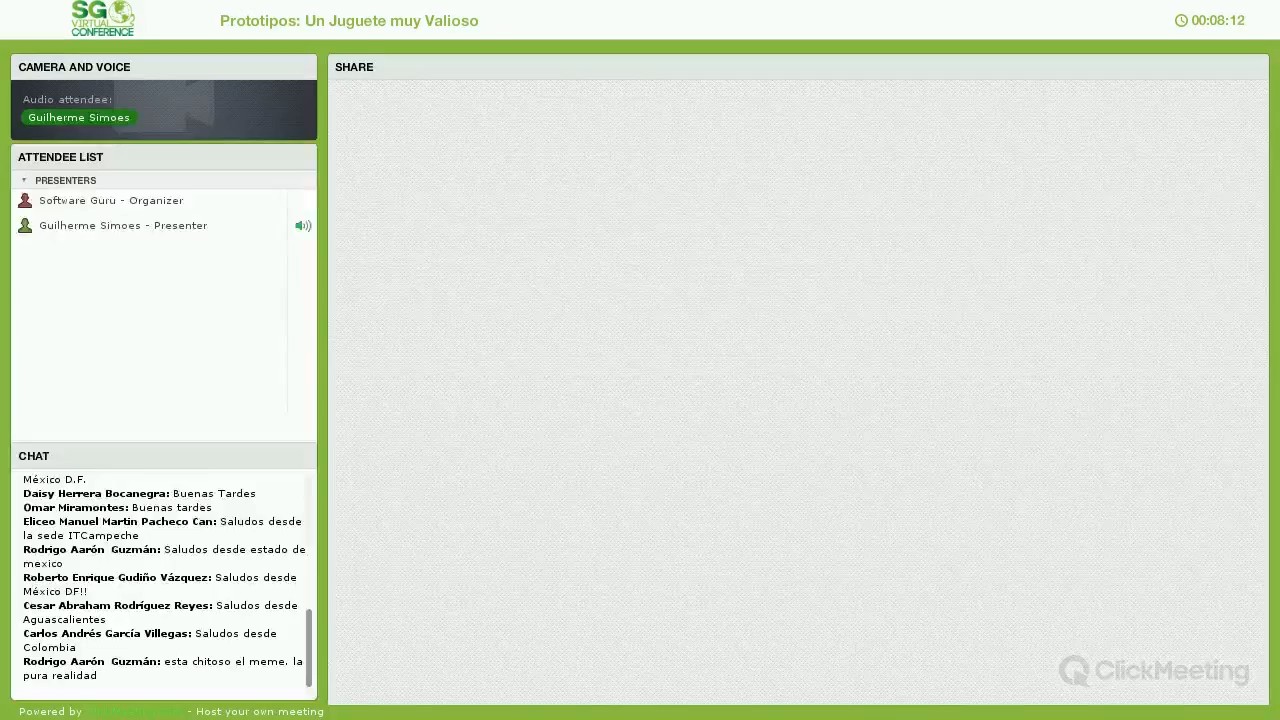 SG
VIRTUAL
CONFERENCE
Prototipos: Un Juguete muy Valioso
00:08:12
CAMERA AND VOICE
Audio attendee:
Guilherme Simoes
ATTENDEE LIST
PRESENTERS
Software Guru - Organizer
Guilherme Simoes - Presenter
CHAT
México D.F.
Daisy Herrera Bocanegra: Buenas Tardes
Omar Miramontes: Buenas tardes
Eliceo Manuel Martin Pacheco Can: Saludos desde
la sede ITCampeche
Rodrigo Aarón Guzmán: Saludos desde estado de
mexico
Roberto Enrique Gudiño Vázquez: Saludos desde
México DF!!
Cesar Abraham Rodríguez Reyes: Saludos desde
Aguascalientes
Carlos Andrés García Villegas: Saludos desde
Colombia
Rodrigo Aarón Guzmán: esta chitoso el meme. la
pura realidad
Powered by - Host your own meeting
SHARE
ClickMeeting